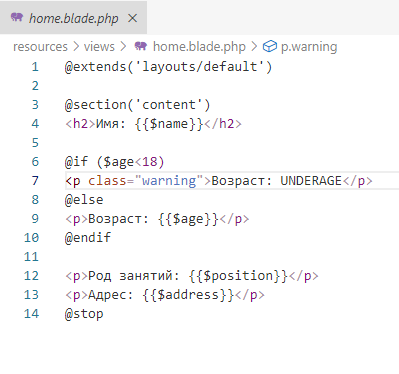 home.blade.php
resources > views > home.blade.php > p.warning
1 @extends('layouts/default')
2
3 @section('content')
4 <h2>Имя: {{$name}}</h2>
5
6 @if ($age<18)
7 <p class="warning">Возраст: UNDERAGE</p>
8 @else
9 <p>Возраст: {{$age}}</p>
10 @endif
11
12 <p>Род занятий: {{$position}}</p>
13 <p>Адрес: {{$address}}</p>
14 @stop